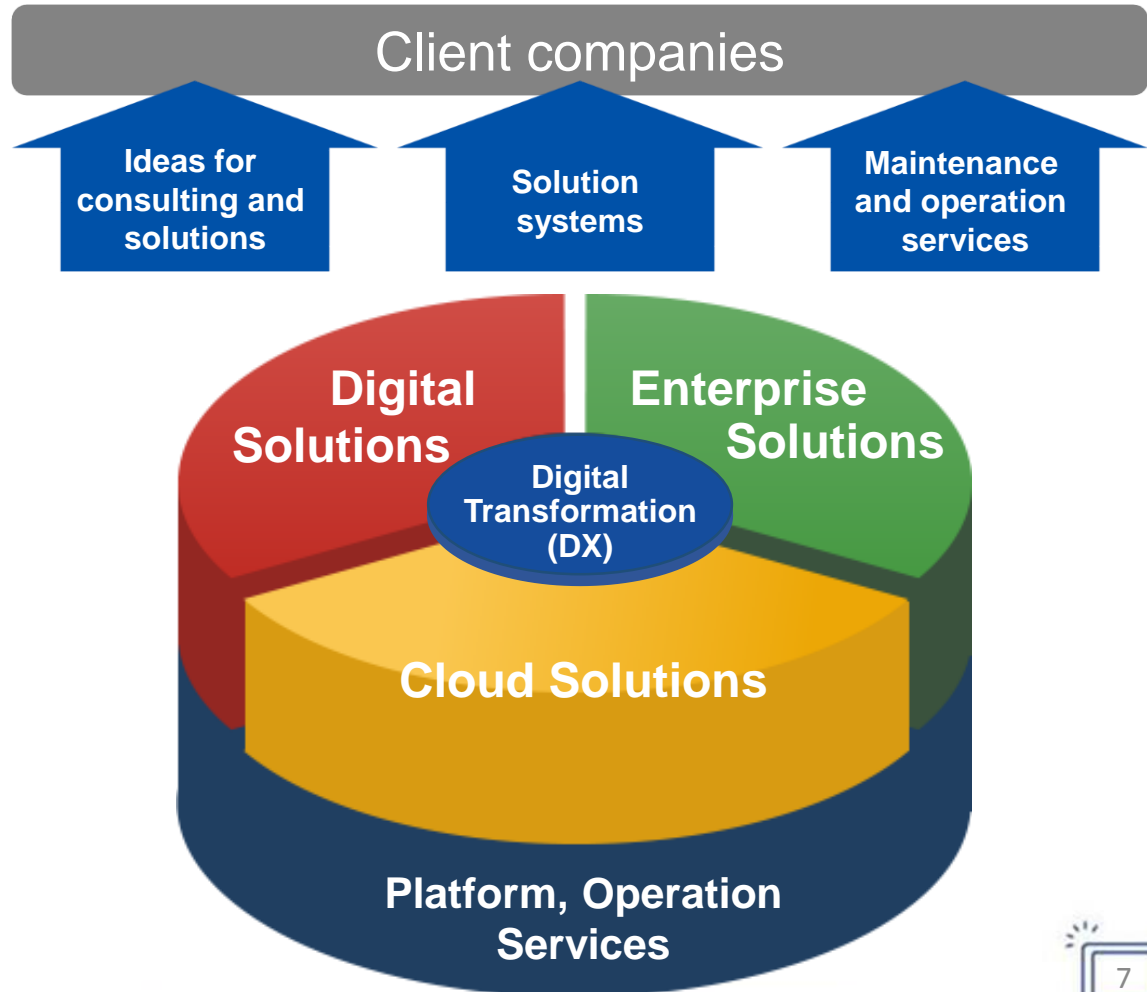 Client companies
Ideas for
consulting and
solutions
Solution
systems
Maintenance
and operation
services
Digital
Solutions
Enterprise
Solutions
Digital
Transformation
(DX)
Cloud Solutions
Platform, Operation
Services
7